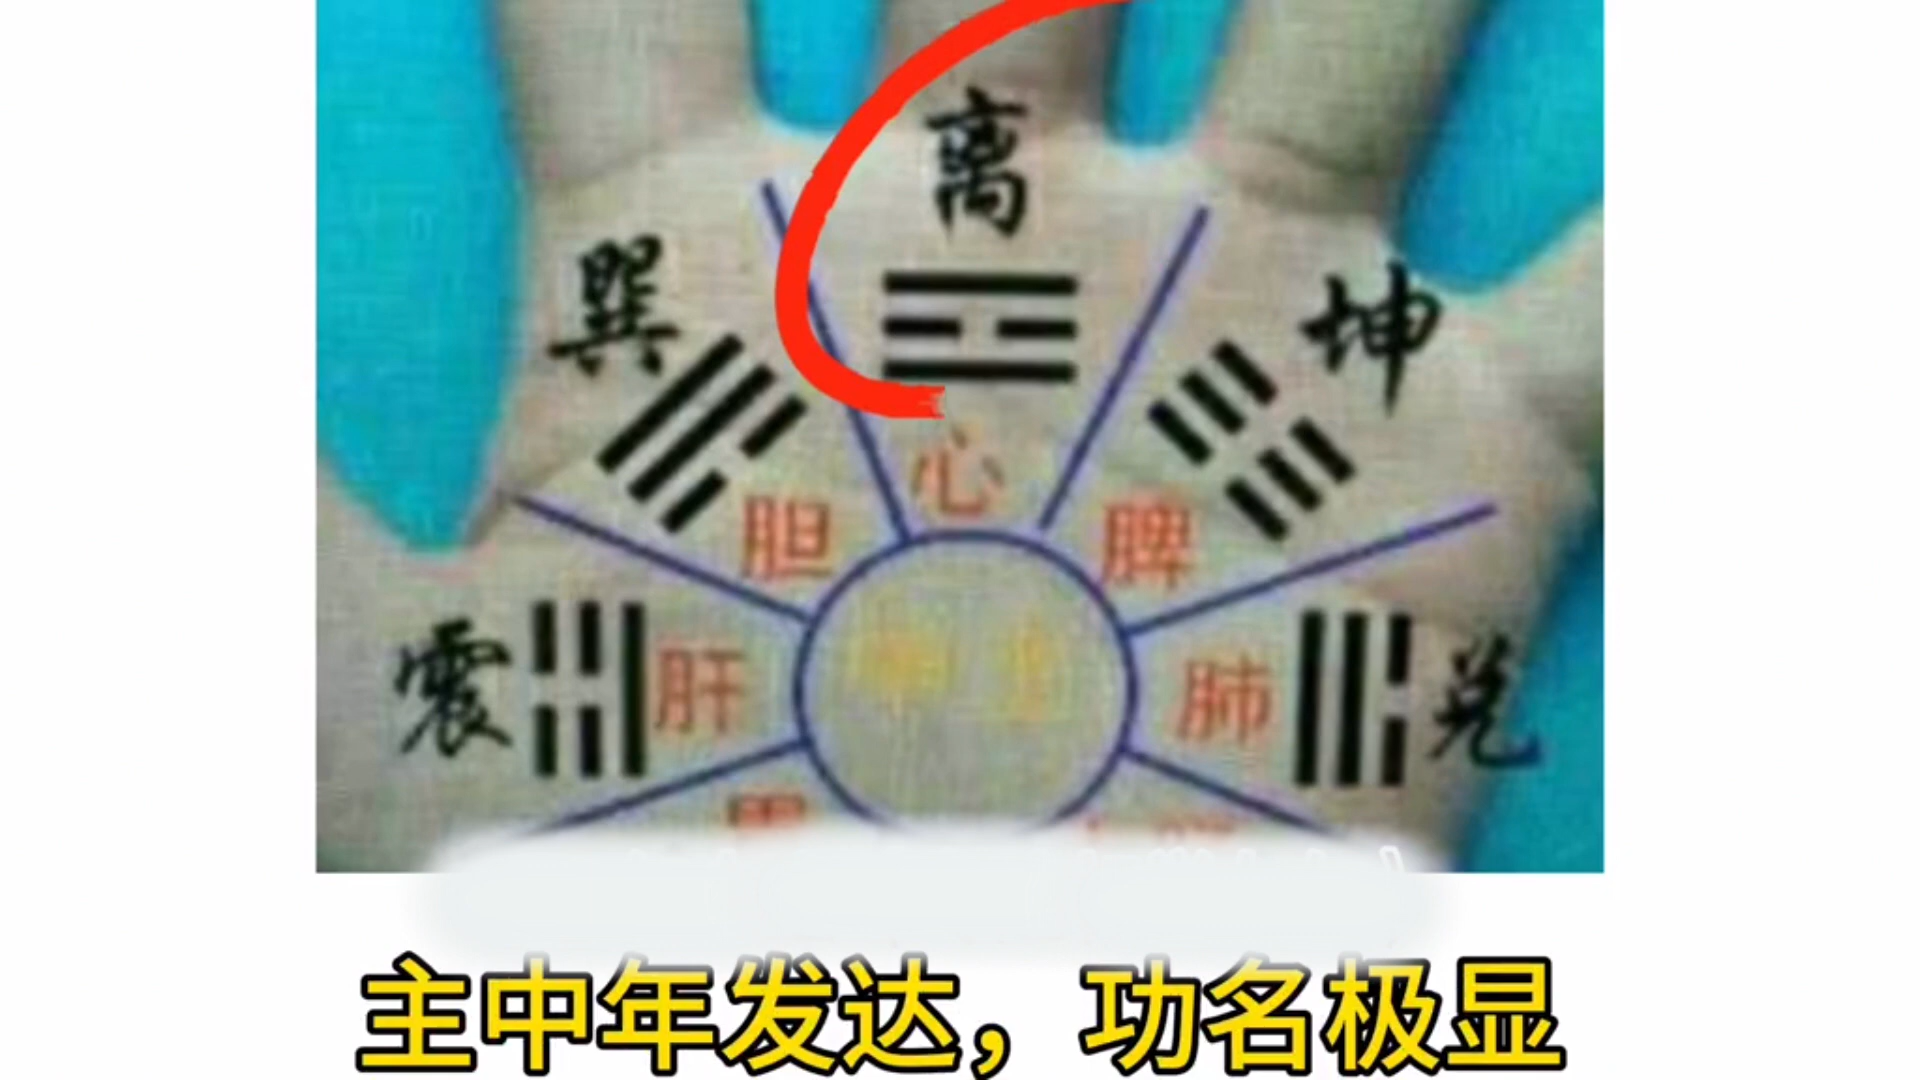 离
巽
坤
心
胆
脾
震
肝
肺
兑
主中年发达，功名极显